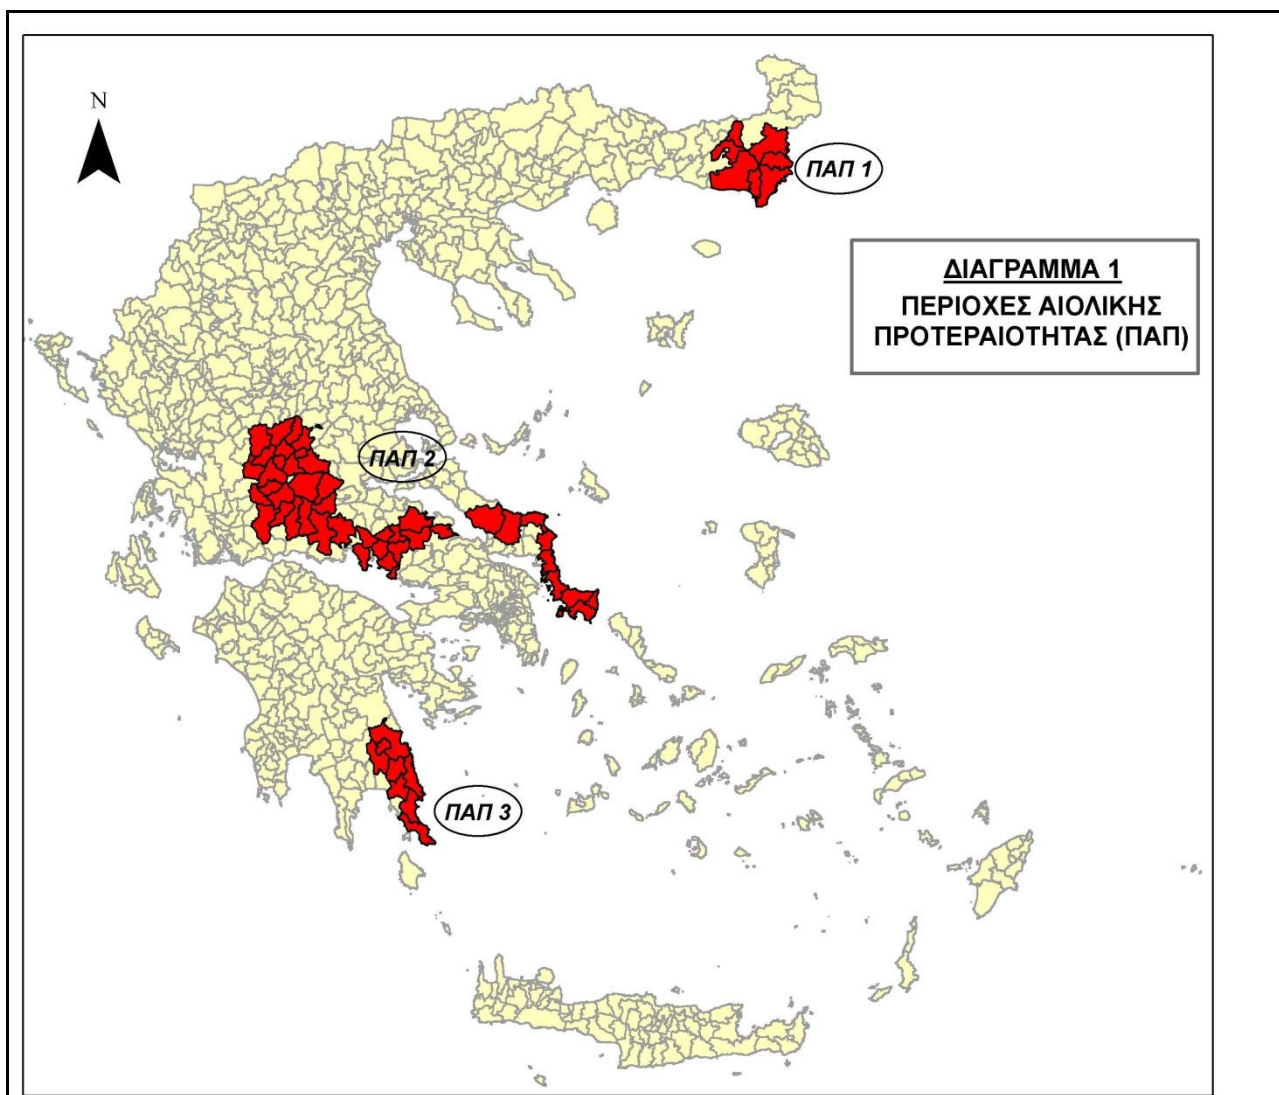 N
ΠΑΠ 1
ΔΙΑΓΡΑΜΜΑ 1
ΠΕΡΙΟΧΕΣ ΑΙΟΛΙΚΗΣ
ΠΡΟΤΕΡΑΙΟΤΗΤΑΣ (ΠΑΠ)
ΠΑΠ 2
ΠΑΠ 3